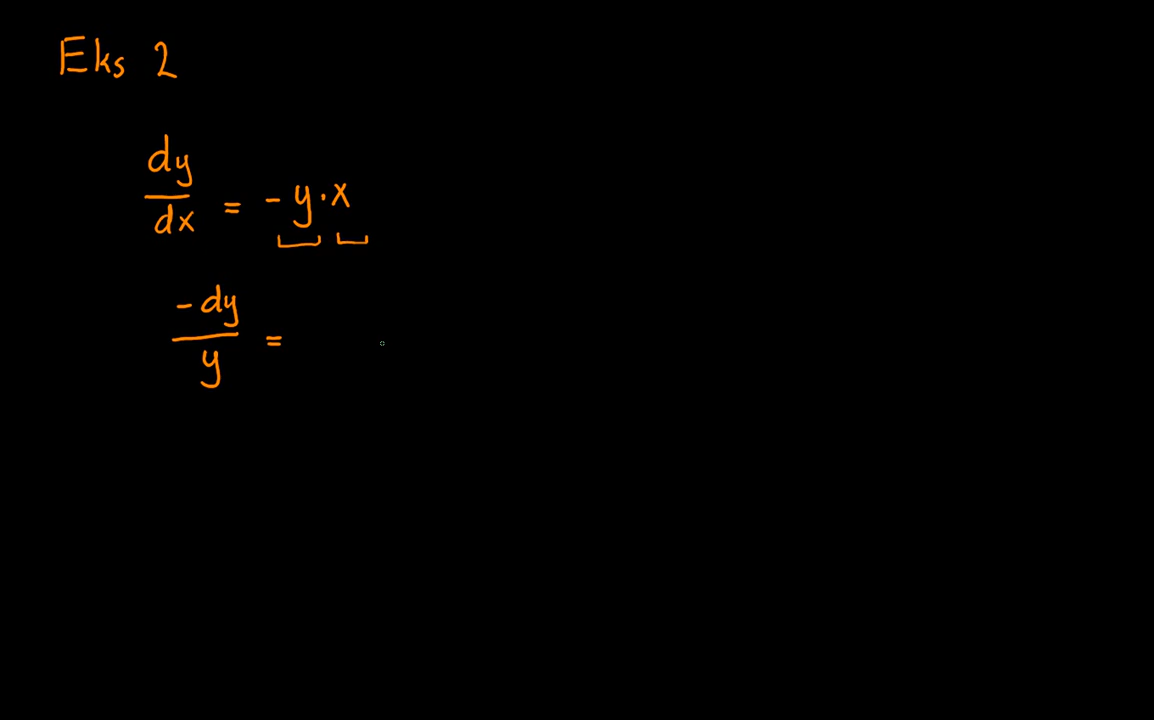 Eks 2
dy
dx = - y · x
- dy
y =